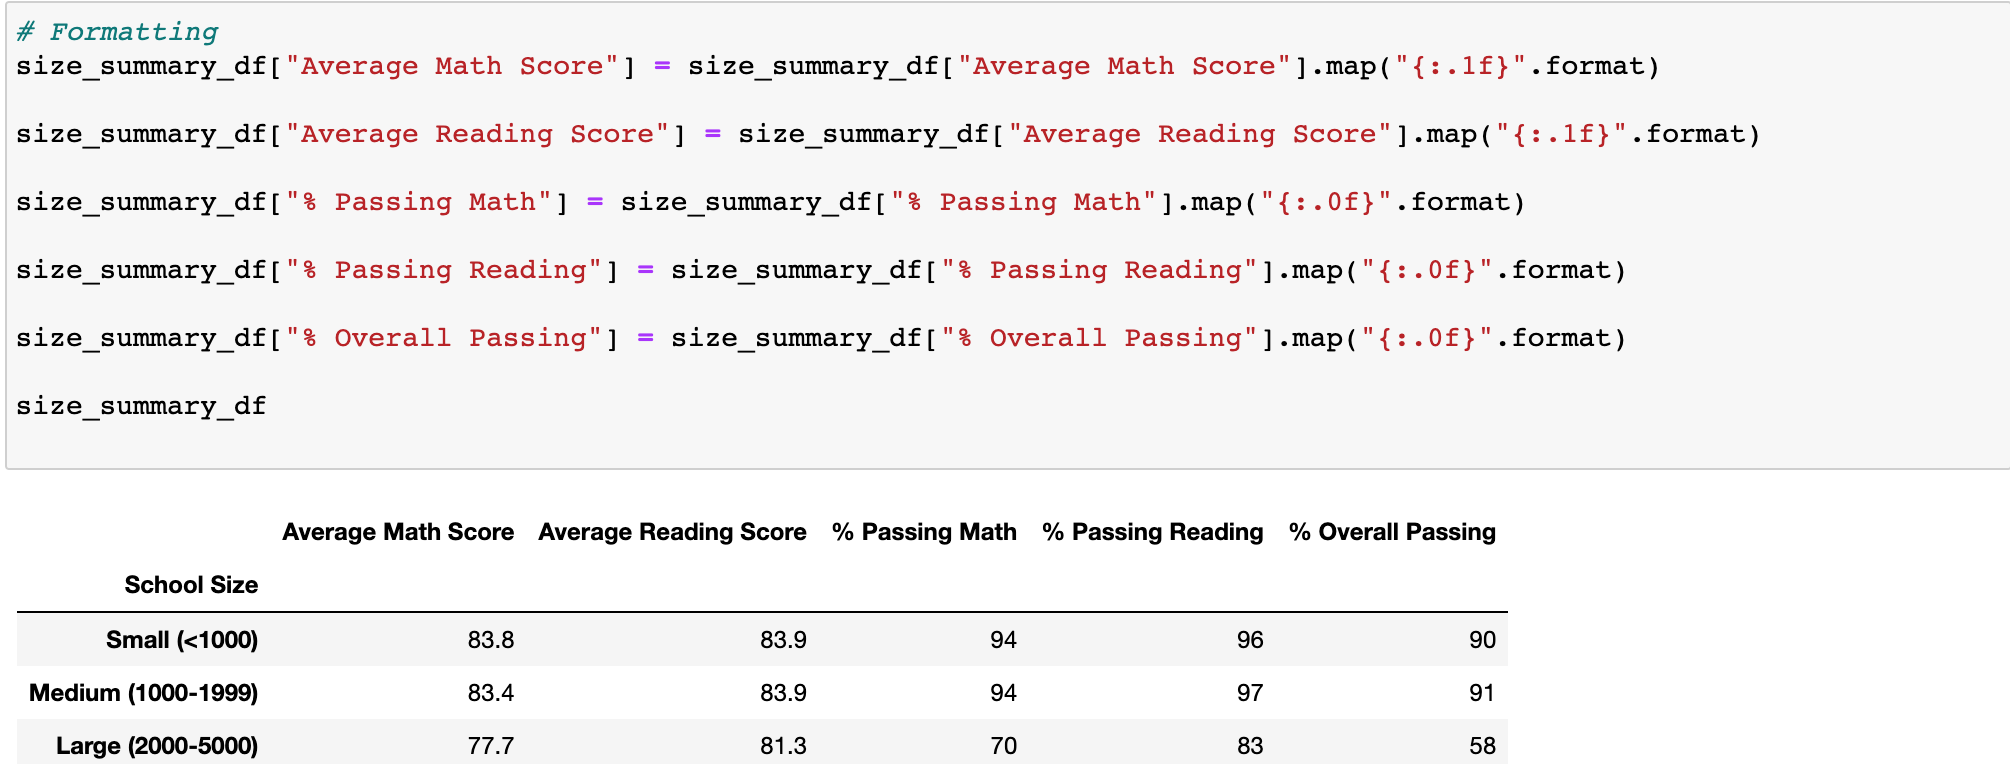 # Formatting
size_summary_df["Average Math Score"] = size_summary_df["Average Math Score"].map("{:.1f}".format)
size_summary_df["Average Reading Score"] = size_summary_df["Average Reading Score"].map("{:.1f}".format)
size_summary_df["% Passing Math"] = size_summary_df["% Passing Math"].map("{:.0f}".format)
size_summary_df["% Passing Reading"] = size_summary_df["% Passing Reading"].map("{:.0f}".format)
size_summary_df["% Overall Passing"] = size_summary_df["% Overall Passing"].map("{:.0f}".format)
size_summary_df
Average Math Score Average Reading Score % Passing Math % Passing Reading % Overall Passing
School Size
Small (<1000) 83.8 83.9 94 96 90
Medium (1000-1999) 83.4 83.9 94 97 91
Large (2000-5000) 77.7 81.3 70 83 58